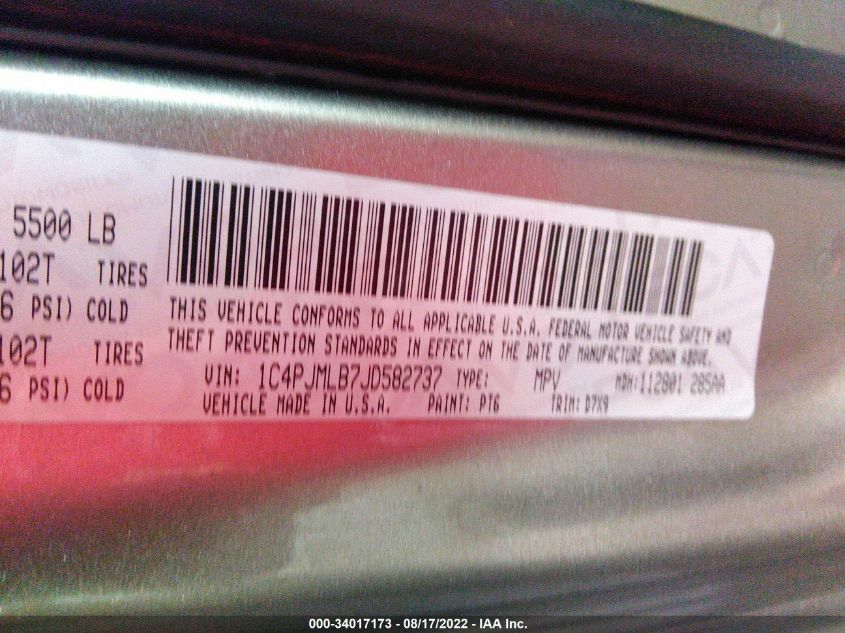 5500 LB
102T TIRES
6 PSI) COLD
102T TIRES
6 PSI) COLD
THIS VEHICLE CONFORMS TO ALL APPLICABLE U.S.A. FEDERAL MOTOR VEHICLE SAFETY AND
THEFT PREVENTION STANDARDS IN EFFECT ON THE DATE OF MANUFACTURE SHOWN ABOVE.
VIN: 1C4PJMLB7JD582737 TYPE: MPV MDH:112801 285AA
VEHICLE MADE IN U.S.A. PAINT: PT6 TRIM: D7X9
000-34017173 - 08/17/2022 - IAA Inc.